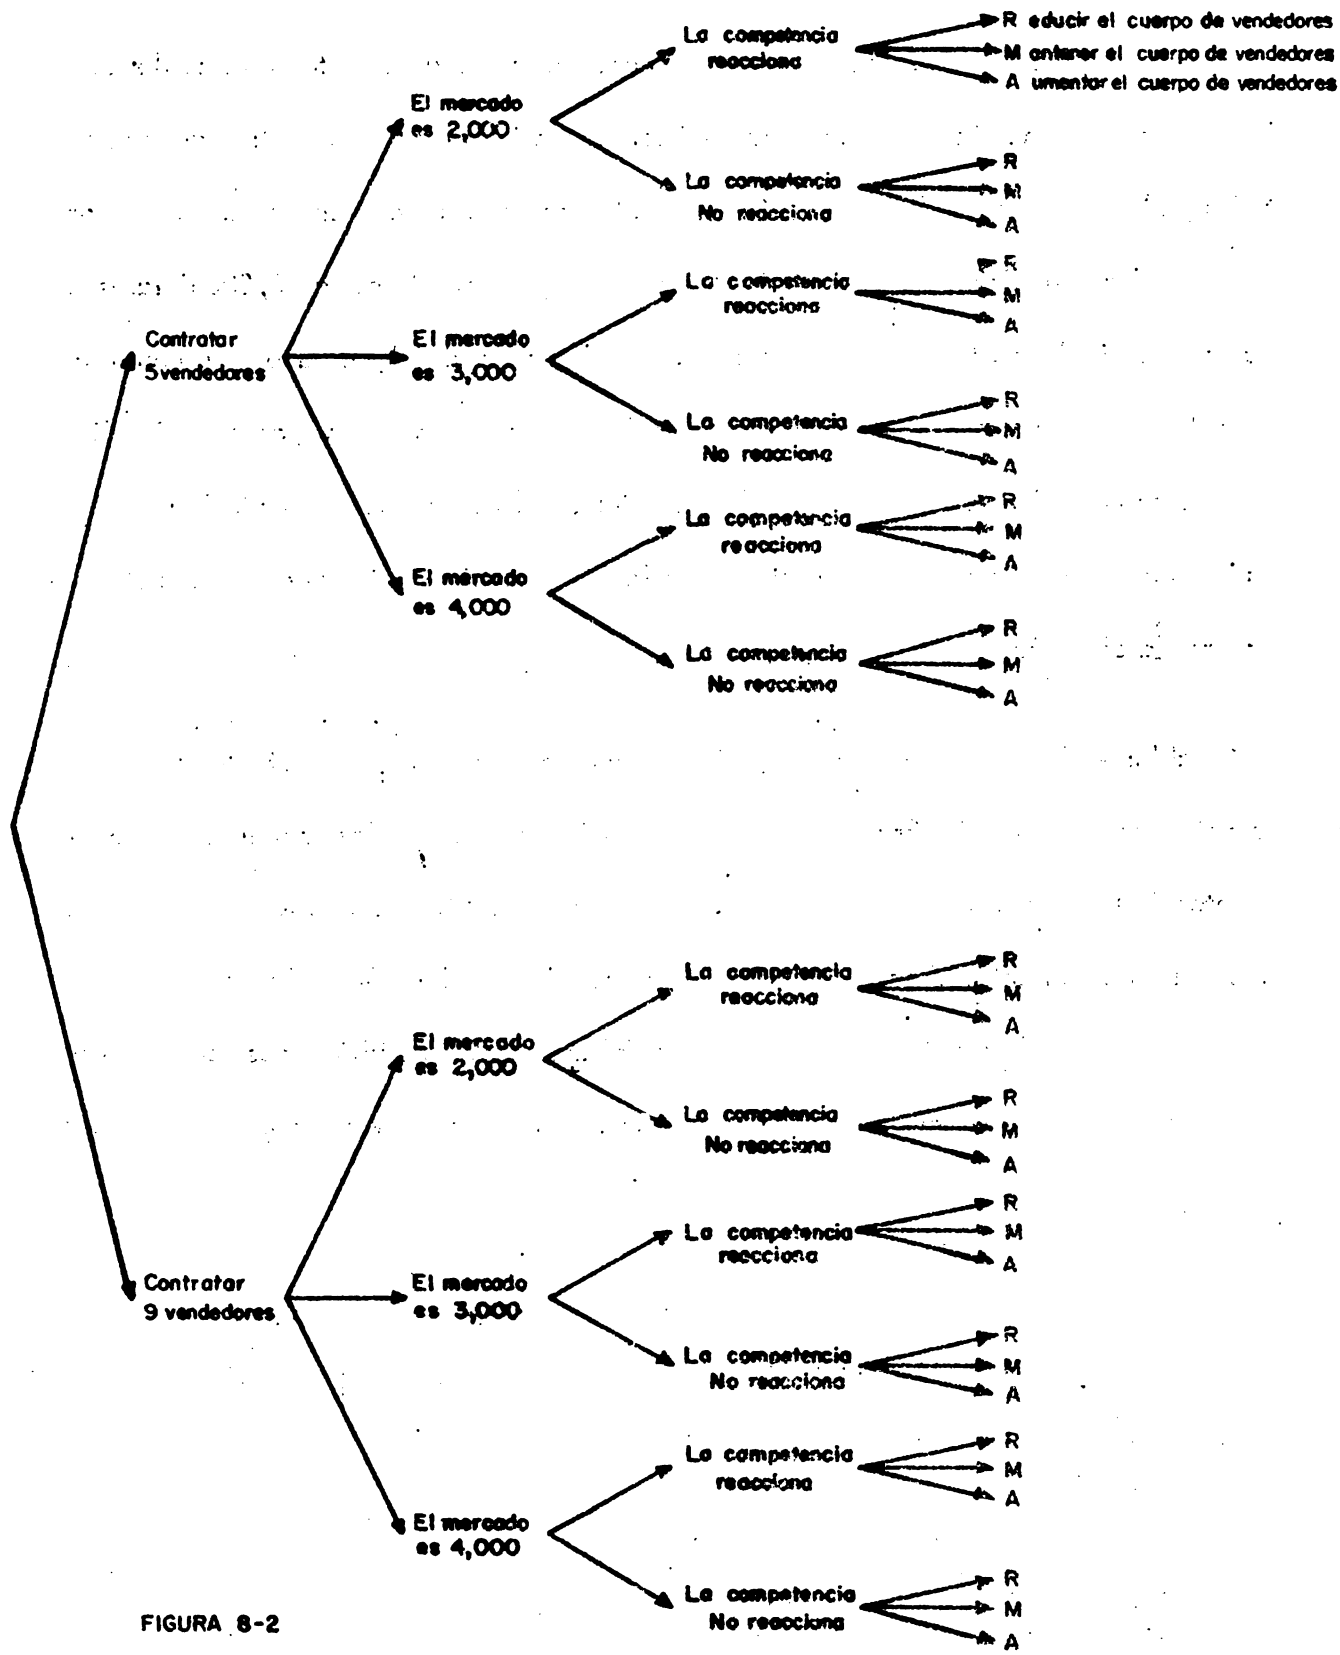 La competencia
reacciona
R educir el cuerpo de vendedores
M antener el cuerpo de vendedores
A umentar el cuerpo de vendedores
El mercado
es 2,000
La competencia
No reacciona
R
M
A
La competencia
reacciona
R
M
A
Contratar
5 vendedores
El mercado
es 3,000
La competencia
No reacciona
R
M
A
La competencia
reacciona
R
M
A
El mercado
es 4,000
La competencia
No reacciona
R
M
A
La competencia
reacciona
R
M
A
El mercado
es 2,000
La competencia
No reacciona
R
M
A
La competencia
reacciona
R
M
A
Contratar
9 vendedores
El mercado
es 3,000
La competencia
No reacciona
R
M
A
La competencia
reacciona
R
M
A
El mercado
es 4,000
La competencia
No reacciona
R
M
A
FIGURA 8-2